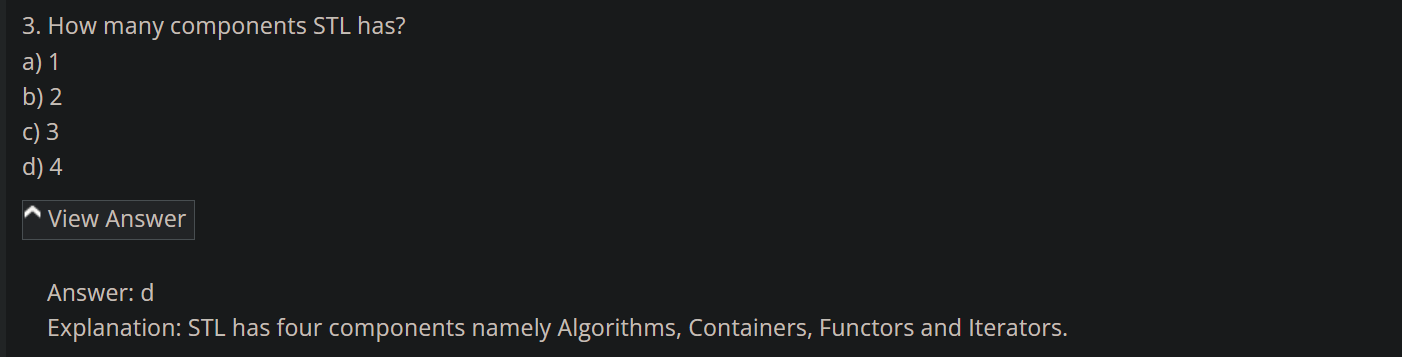 3. How many components STL has?
a) 1
b) 2
c) 3
d) 4
View Answer
Answer: d
Explanation: STL has four components namely Algorithms, Containers, Functors and Iterators.